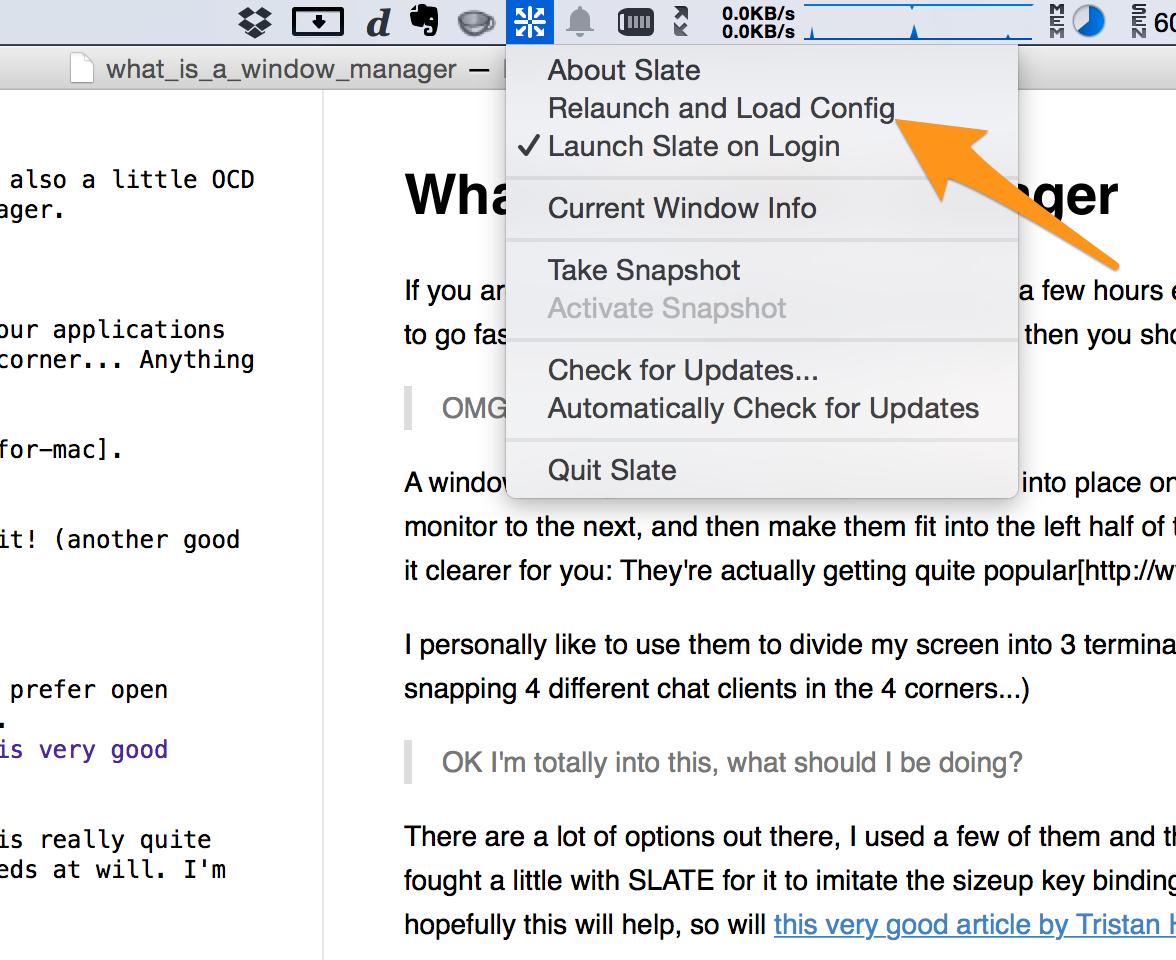 d
0.0KB/s
0.0KB/s
MEM
SEN
60
what_is_a_window_manager —
also a little OCD
ager.
our applications
corner... Anything
for-mac].
it! (another good
prefer open
.
is very good
is really quite
eds at will. I'm
About Slate
Relaunch and Load Config
✓ Launch Slate on Login
Current Window Info
Take Snapshot
Activate Snapshot
Check for Updates...
Automatically Check for Updates
Quit Slate
Wha ager
If you ar a few hours e
to go fas then you sho
OMG
A window into place on
monitor to the next, and then make them fit into the left half of t
it clearer for you: They're actually getting quite popular[http://w
I personally like to use them to divide my screen into 3 termina
snapping 4 different chat clients in the 4 corners...)
OK I'm totally into this, what should I be doing?
There are a lot of options out there, I used a few of them and th
fought a little with SLATE for it to imitate the sizeup key binding
hopefully this will help, so will this very good article by Tristan H